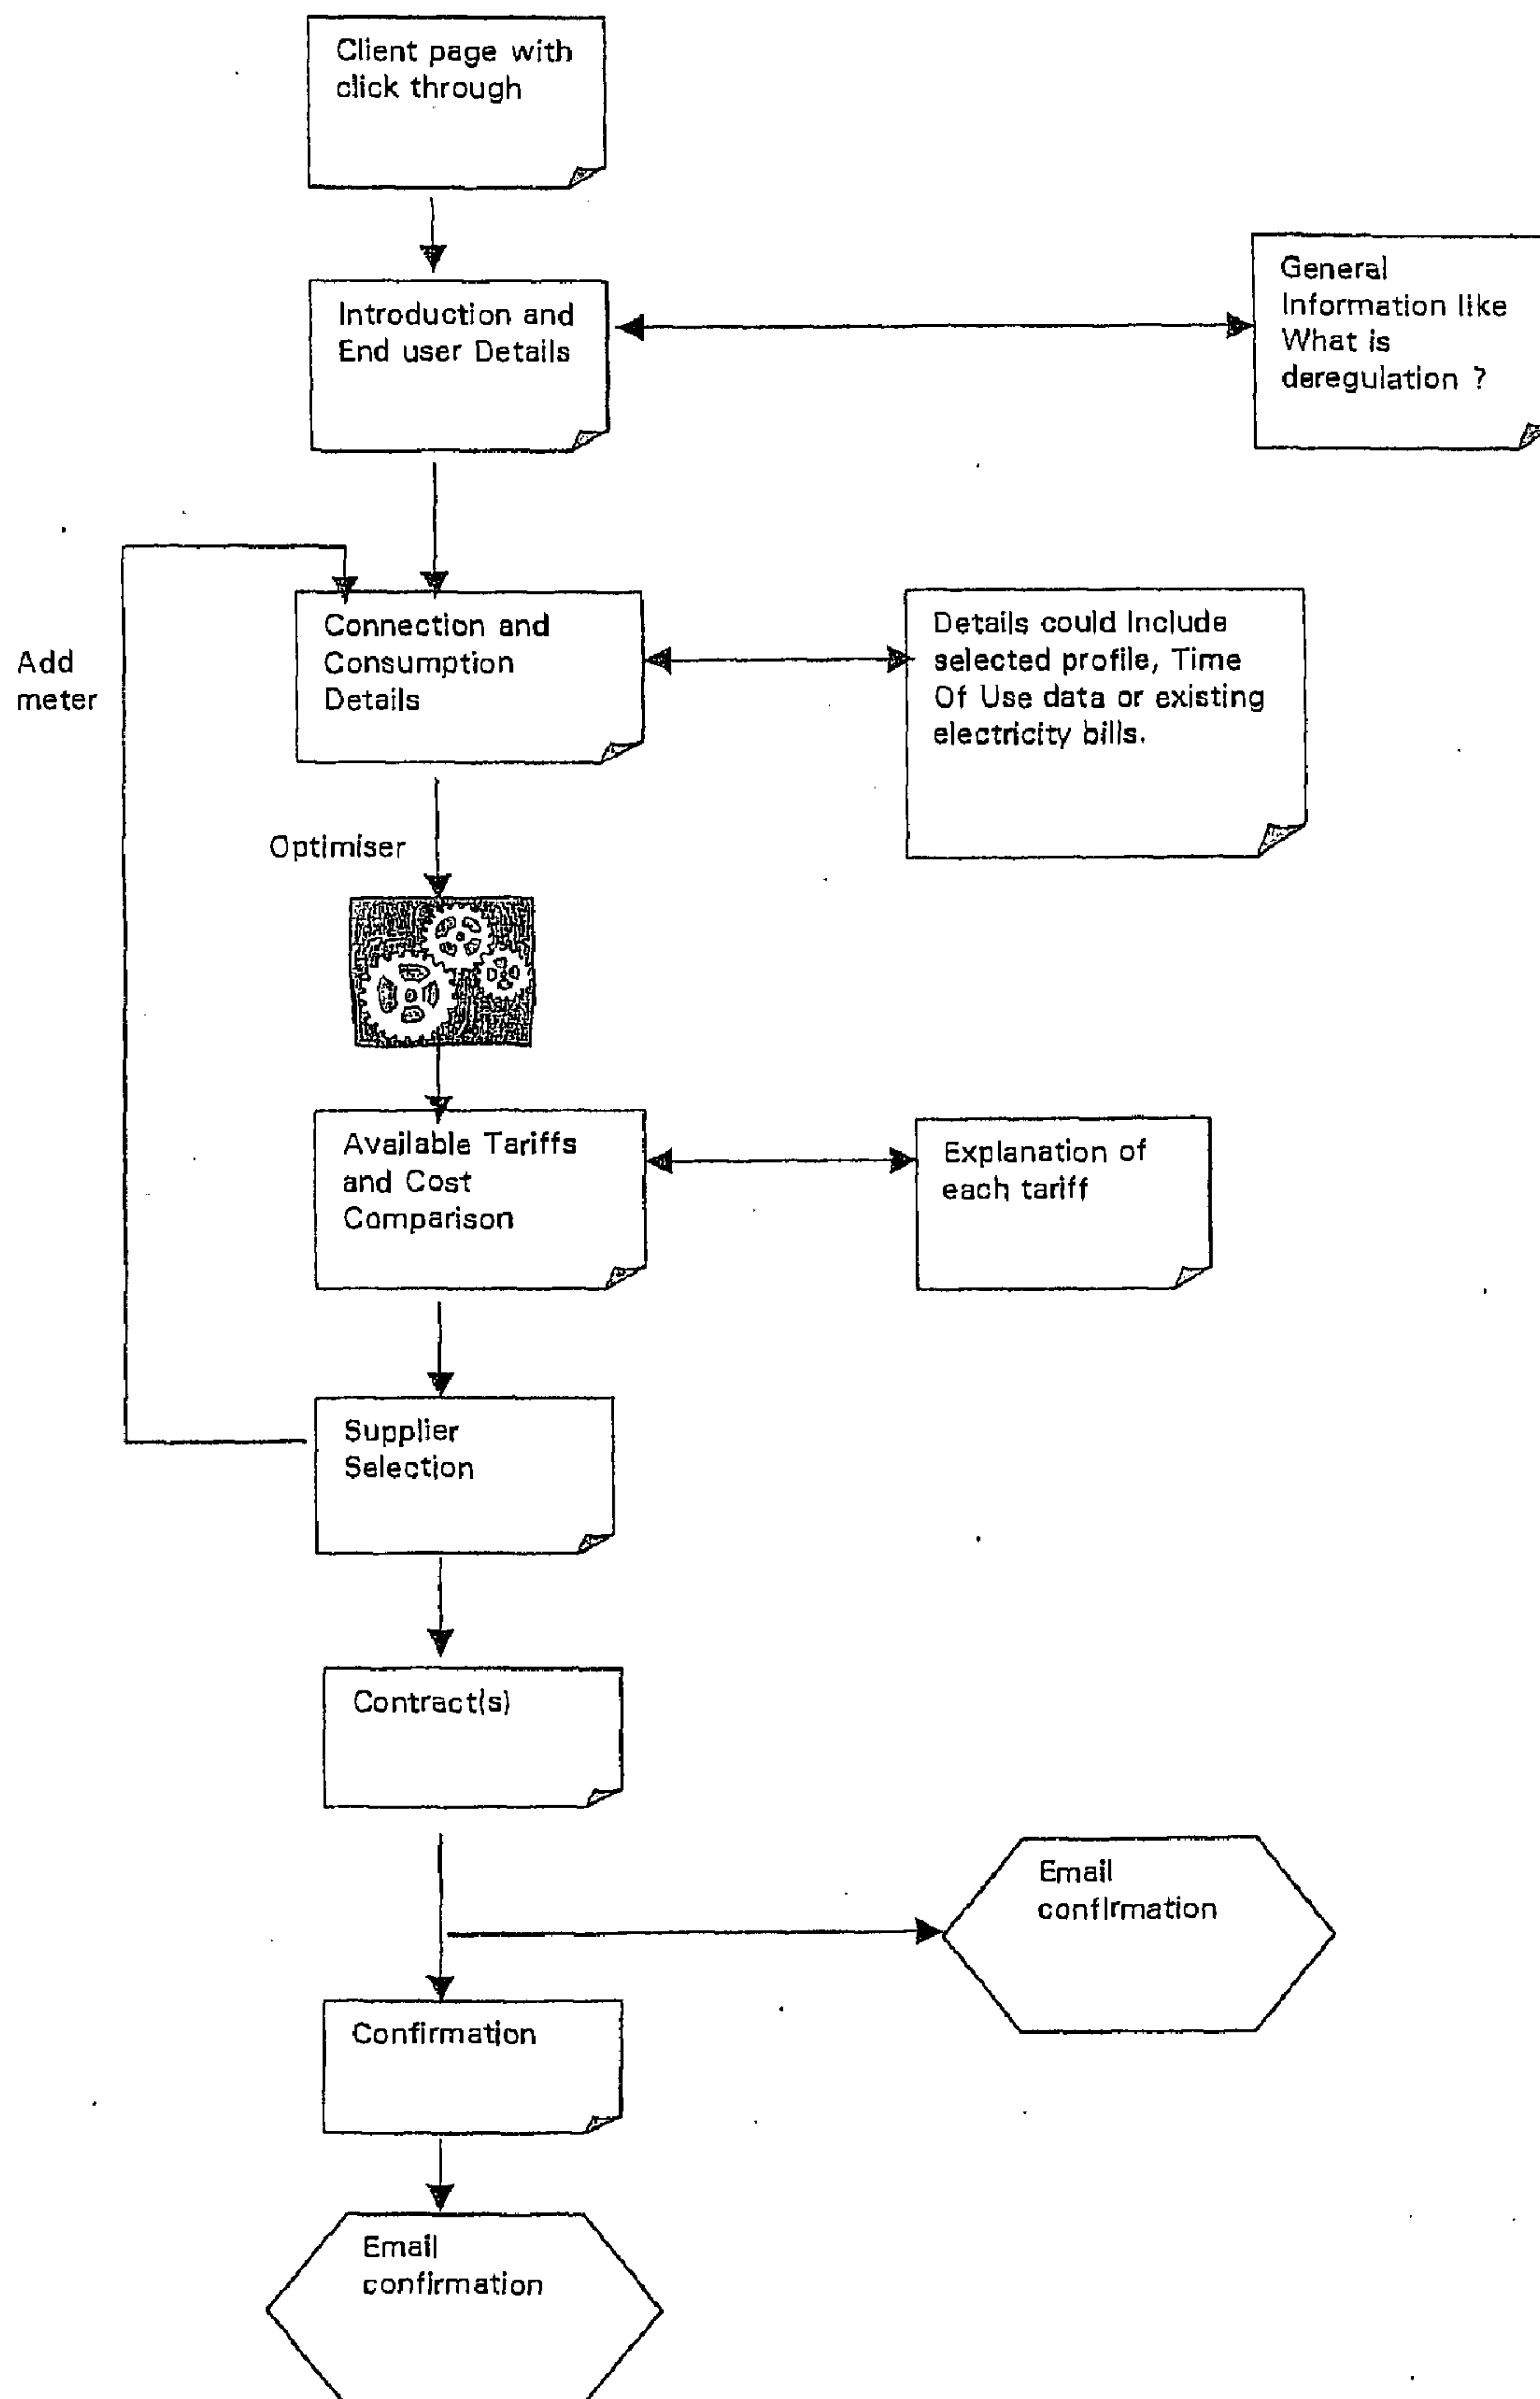 Client page with
click through
Introduction and
End user Details
General
Information like
What is
deregulation ?
Add
meter
Connection and
Consumption
Details
Details could Include
selected profile, Time
Of Use data or existing
electricity bills.
Optimiser
Available Tariffs
and Cost
Comparison
Explanation of
each tariff
Supplier
Selection
Contract(s)
Email
confirmation
Confirmation
Email
confirmation